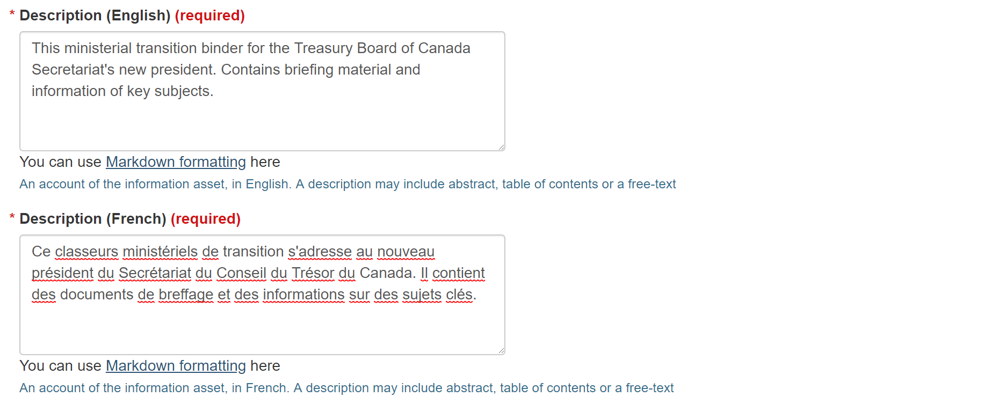 * Description (English) (required)
This ministerial transition binder for the Treasury Board of Canada
Secretariat's new president. Contains briefing material and
information of key subjects.
You can use Markdown formatting here
An account of the information asset, in English. A description may include abstract, table of contents or a free-text
* Description (French) (required)
Ce classeurs ministériels de transition s'adresse au nouveau
président du Secrétariat du Conseil du Trésor du Canada. Il contient
des documents de breffage et des informations sur des sujets clés.
You can use Markdown formatting here
An account of the information asset, in French. A description may include abstract, table of contents or a free-text